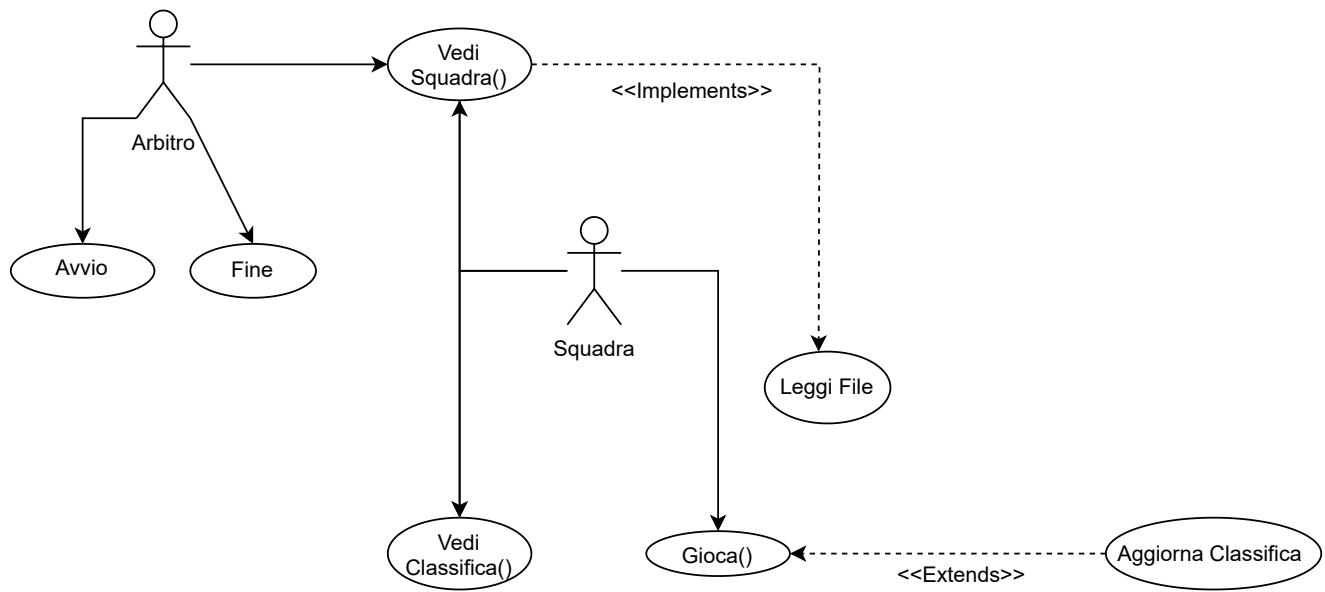 Vedi
Squadra()
<<Implements>>
Arbitro
Avvio
Fine
Squadra
Leggi File
Vedi
Classifica()
Gioca()
Aggiorna Classifica
<<Extends>>